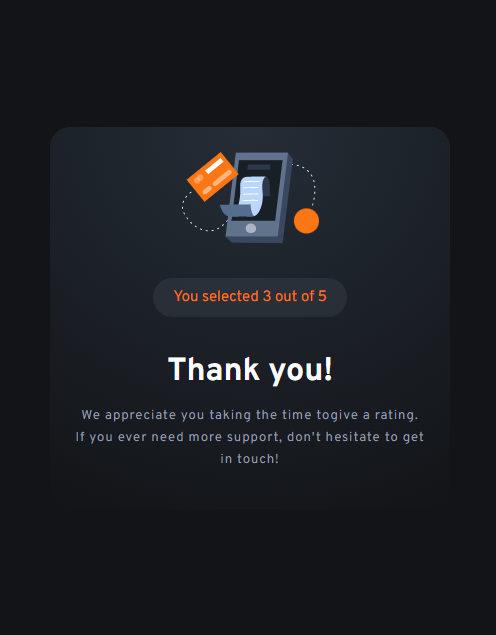 You selected 3 out of 5
Thank you!
We appreciate you taking the time togive a rating.
If you ever need more support, don't hesitate to get
in touch!